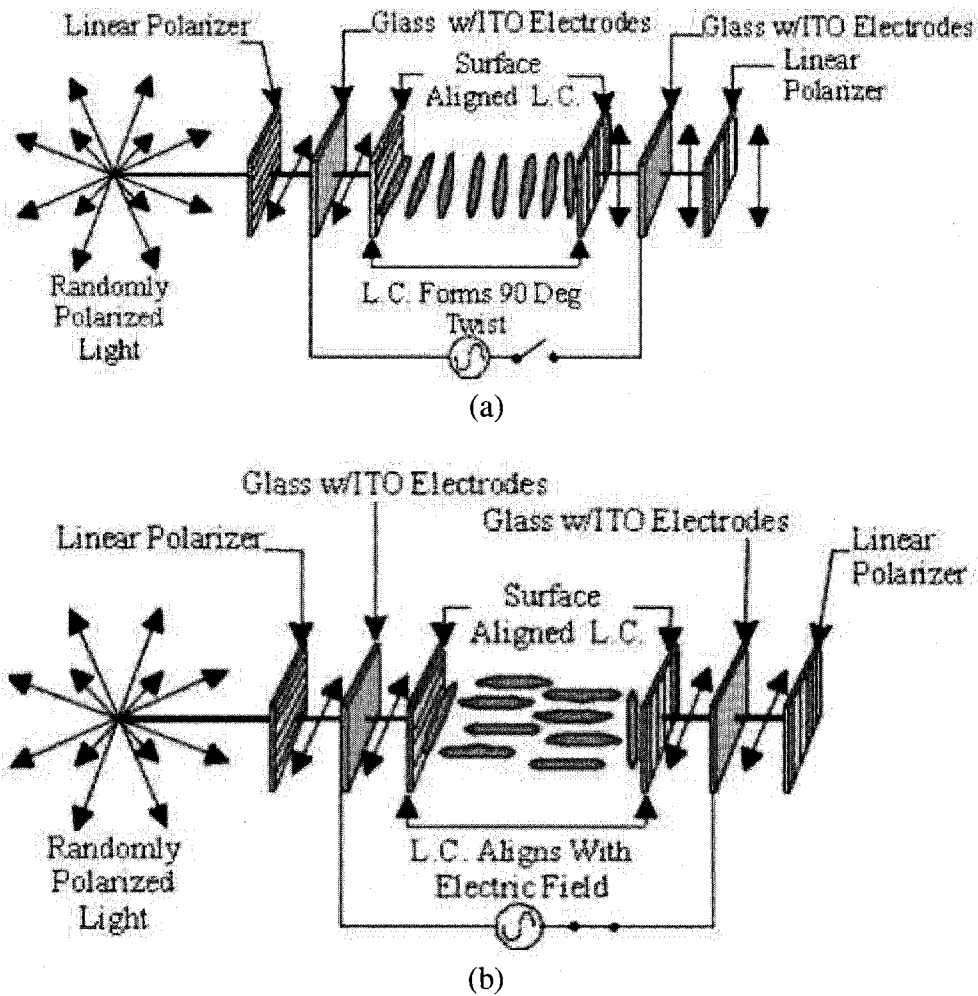 Linear Polarizer
Glass w/ITO Electrodes
Glass w/ITO Electrodes
Surface
Aligned L.C.
Linear
Polarizer
Randomly
Polarized
Light
L.C. Forms 90 Deg
Twist
(a)
Glass w/ITO Electrodes
Glass w/ITO Electrodes
Linear Polarizer
Linear
Polarizer
Surface
Aligned L.C.
Randomly
Polarized
Light
L.C. Aligns With
Electric Field
(b)